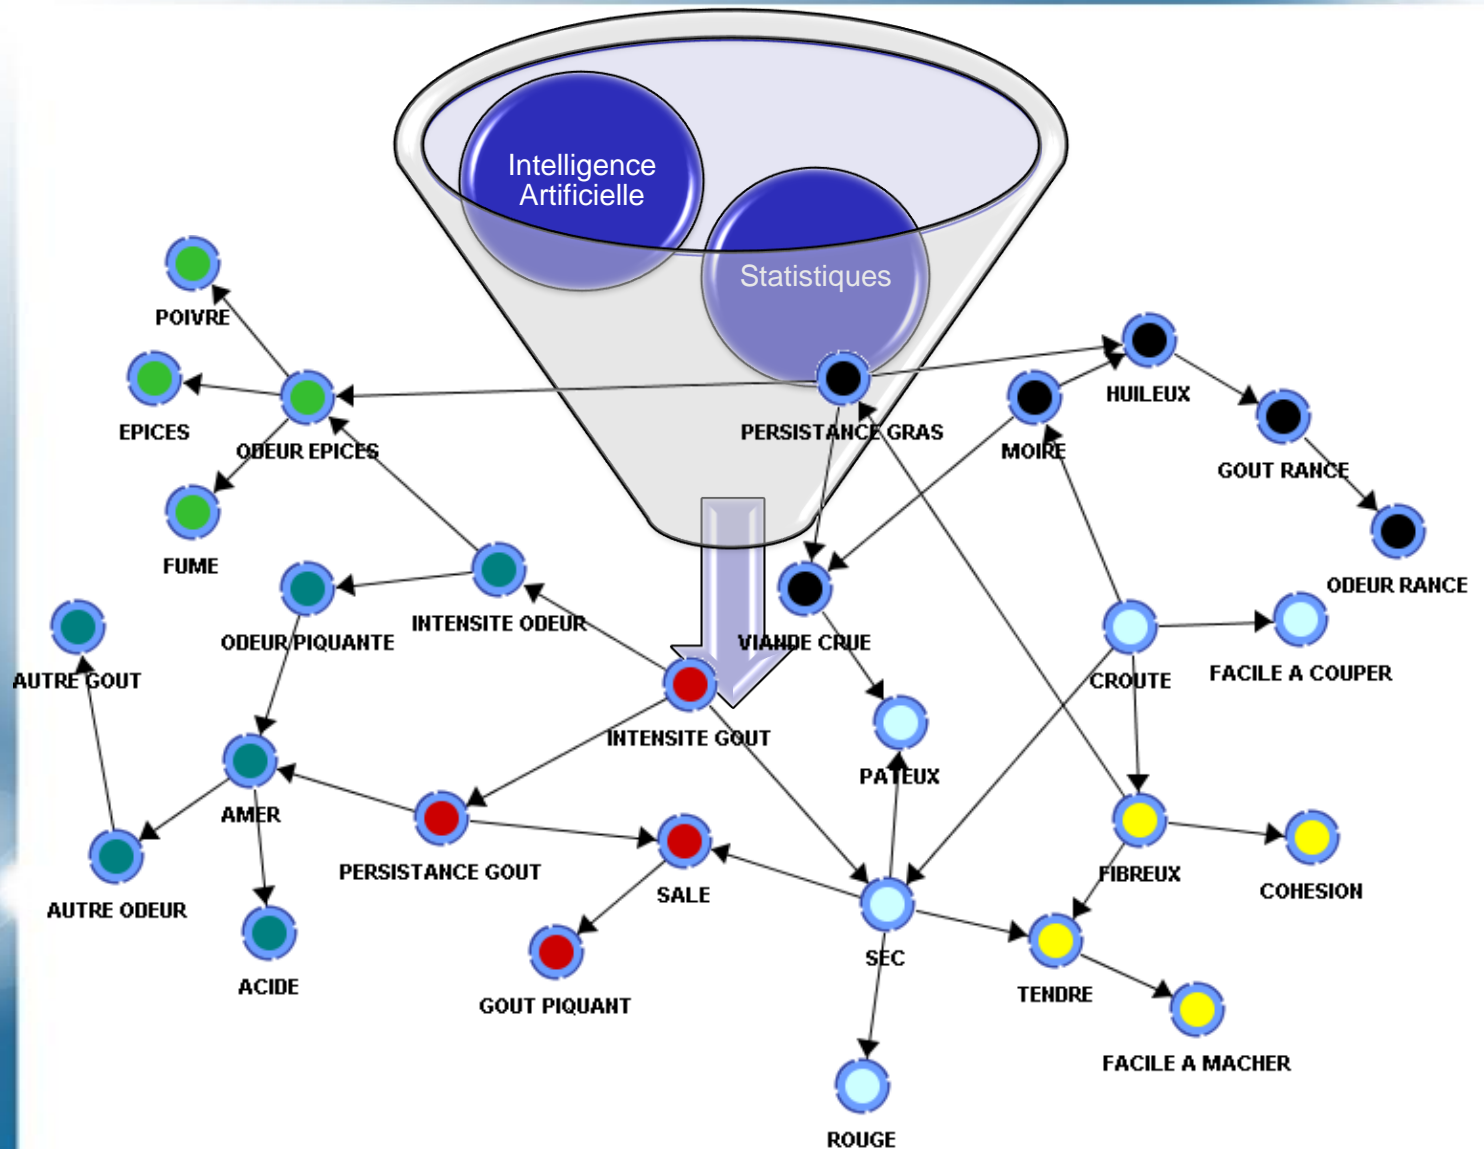 Intelligence
Artificielle
Statistiques
POIVRE
EPICES
ODEUR EPICES
PERSISTANCE GRAS
MOIRE
HUILEUX
GOUT RANCE
FUME
ODEUR RANCE
INTENSITE ODEUR
ODEUR PIQUANTE
VIANDE CRUE
AUTRE GOUT
CROUTE
FACILE A COUPER
INTENSITE GOUT
PATEUX
AMER
PERSISTANCE GOUT
SALE
FIBREUX
COHESION
AUTRE ODEUR
SEC
ACIDE
GOUT PIQUANT
TENDRE
FACILE A MACHER
ROUGE